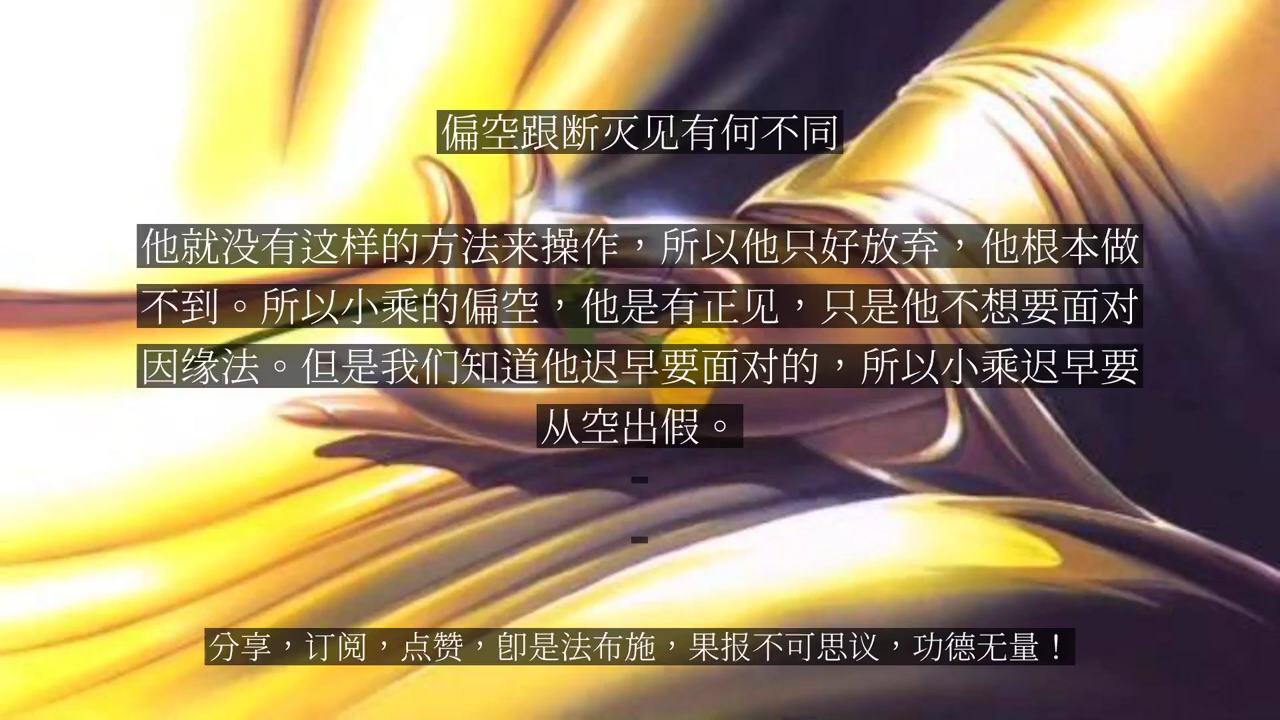 偏空跟断灭见有何不同
他就没有这样的方法来操作，所以他只好放弃，他根本做
不到。所以小乘的偏空，他是有正见，只是他不想要面对
因缘法。但是我们知道他迟早要面对的，所以小乘迟早要
从空出假。
-
-
分享，订阅，点赞，卽是法布施，果报不可思议，功德无量！